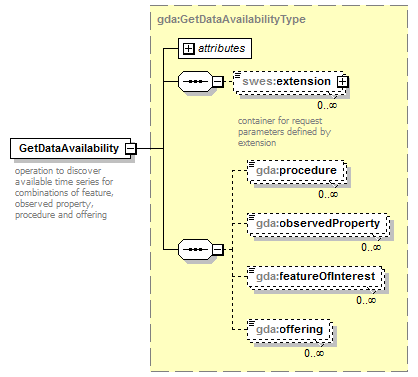 gda:GetDataAvailabilityType
attributes
swes:extension
0..∞
container for request
parameters defined by
extension
GetDataAvailability
operation to discover
available time series for
combinations of feature,
observed property,
procedure and offering
gda:procedure
0..∞
gda:observedProperty
0..∞
gda:featureOfInterest
0..∞
gda:offering
0..∞